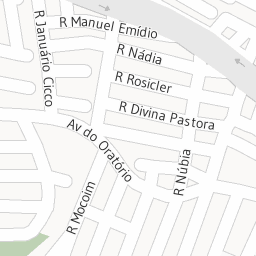 R Manuel Emídio
R Januário Cicco
R Nádia
R Rosicler
R Divina Pastora
Av do Oratório
R Núbia
R Mocoim